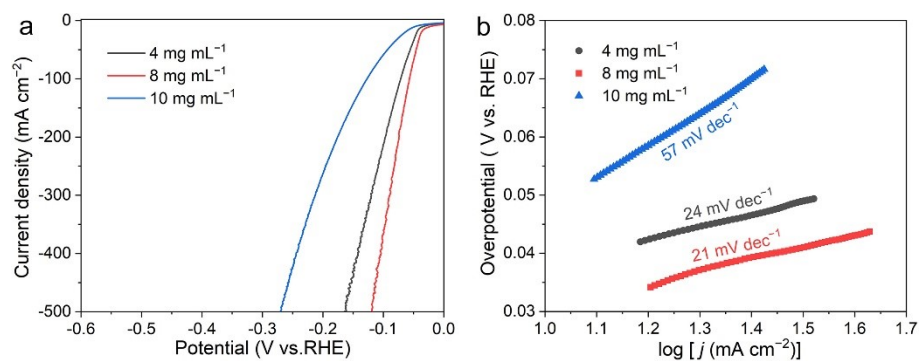 a
4 mg mL⁻¹
8 mg mL⁻¹
10 mg mL⁻¹
0
-100
-200
-300
-400
-500
Current density (mA cm⁻²)
-0.6
-0.5
-0.4
-0.3
-0.2
-0.1
0.0
Potential (V vs.RHE)
b
4 mg mL⁻¹
8 mg mL⁻¹
10 mg mL⁻¹
57 mV dec⁻¹
24 mV dec⁻¹
21 mV dec⁻¹
0.08
0.07
0.06
0.05
0.04
0.03
Overpotential ( V vs. RHE)
1.0
1.1
1.2
1.3
1.4
1.5
1.6
1.7
log [ j (mA cm⁻²)]